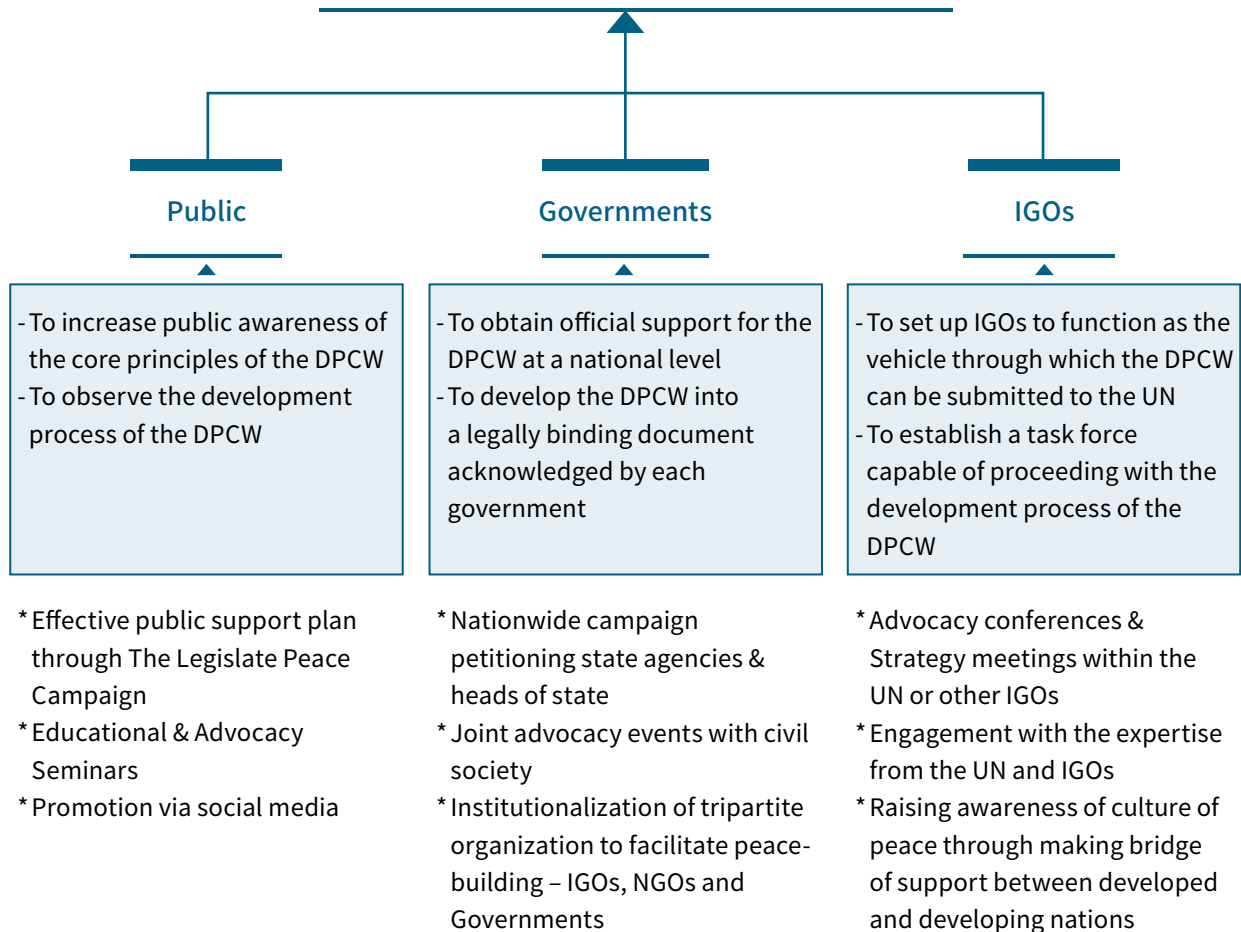 Public
- To increase public awareness of
the core principles of the DPCW
- To observe the development
process of the DPCW
* Effective public support plan
through The Legislate Peace
Campaign
* Educational & Advocacy
Seminars
* Promotion via social media
Governments
- To obtain official support for the
DPCW at a national level
- To develop the DPCW into
a legally binding document
acknowledged by each
government
* Nationwide campaign
petitioning state agencies &
heads of state
* Joint advocacy events with civil
society
* Institutionalization of tripartite
organization to facilitate peace-
building – IGOs, NGOs and
Governments
IGOs
- To set up IGOs to function as the
vehicle through which the DPCW
can be submitted to the UN
- To establish a task force
capable of proceeding with the
development process of the
DPCW
* Advocacy conferences &
Strategy meetings within the
UN or other IGOs
* Engagement with the expertise
from the UN and IGOs
* Raising awareness of culture of
peace through making bridge
of support between developed
and developing nations